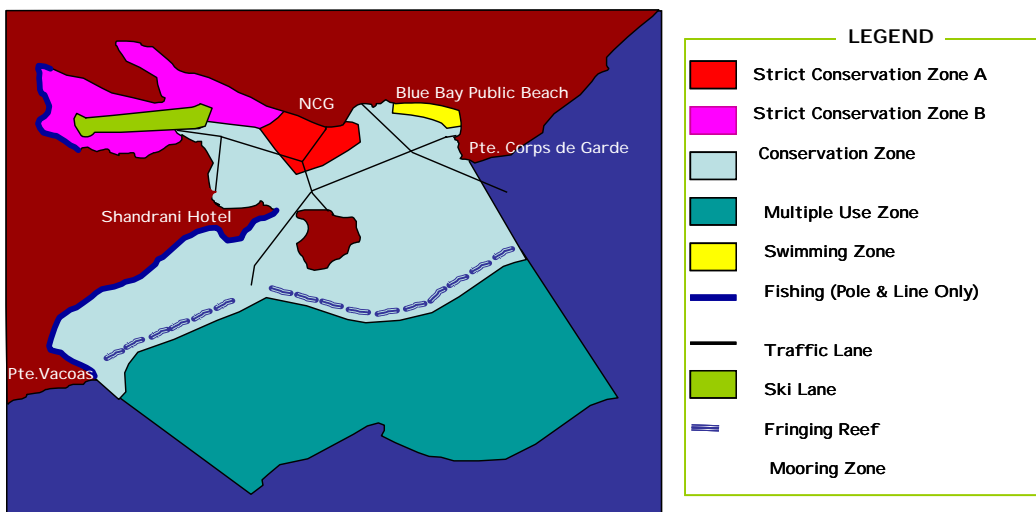 NCG
Blue Bay Public Beach
Pte. Corps de Garde
Shandrani Hotel
Pte.Vacoas
LEGEND
Strict Conservation Zone A
Strict Conservation Zone B
Conservation Zone
Multiple Use Zone
Swimming Zone
Fishing (Pole & Line Only)
Traffic Lane
Ski Lane
Fringing Reef
Mooring Zone